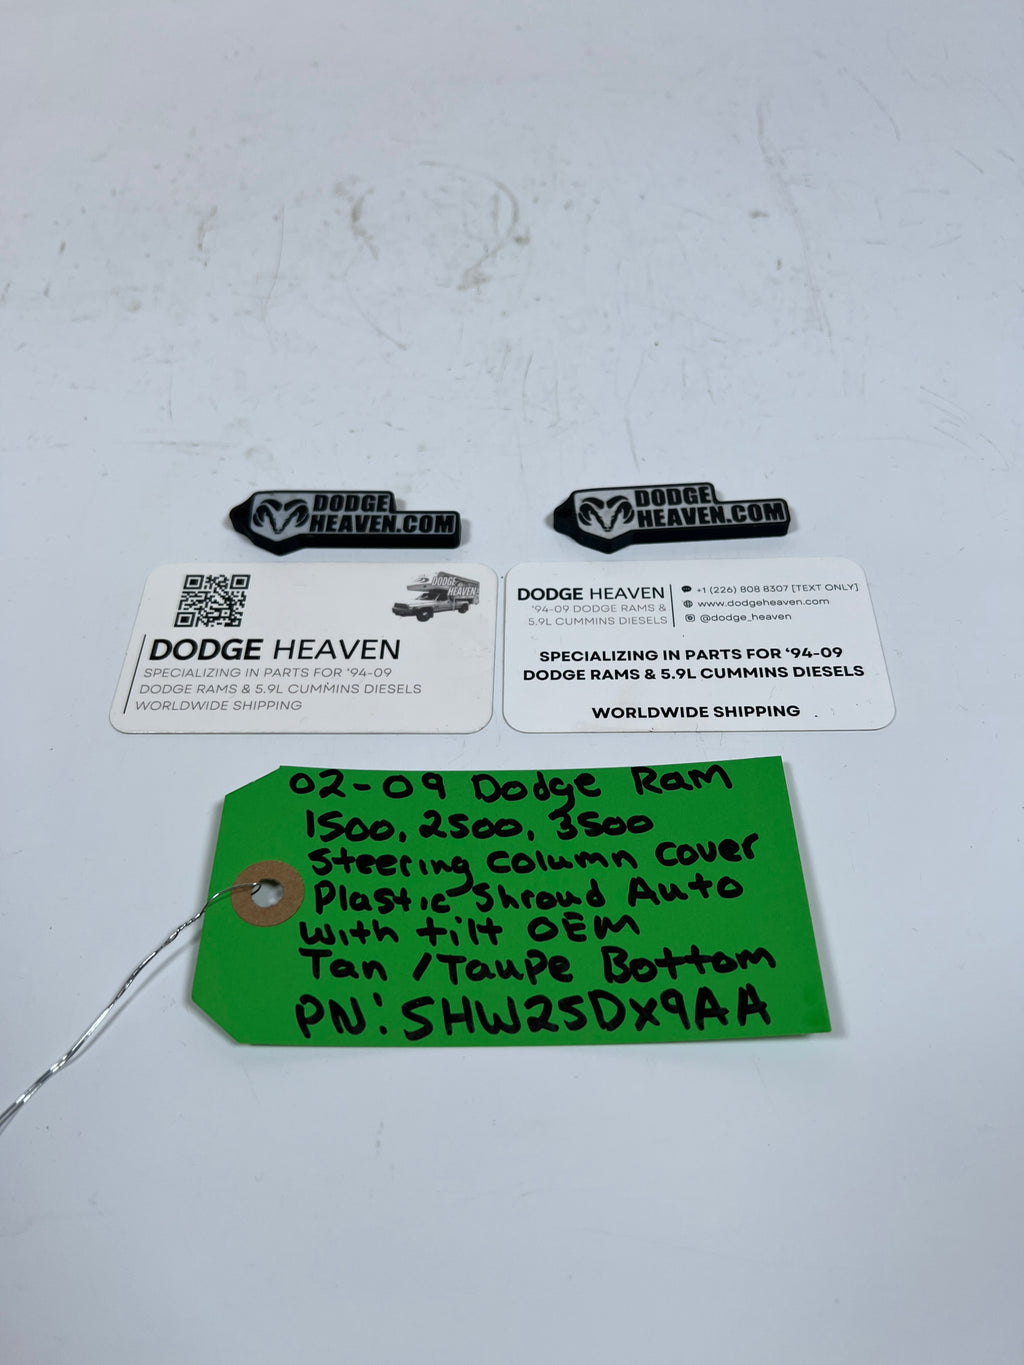 DODGE
HEAVEN.COM
DODGE
HEAVEN.COM
DODGE
HEAVEN
DODGE HEAVEN
SPECIALIZING IN PARTS FOR '94-09
DODGE RAMS & 5.9L CUMMINS DIESELS
WORLDWIDE SHIPPING
DODGE HEAVEN
'94-09 DODGE RAMS &
5.9L CUMMINS DIESELS
+1 (226) 808 8307 [TEXT ONLY]
www.dodgeheaven.com
@dodge_heaven
SPECIALIZING IN PARTS FOR '94-09
DODGE RAMS & 5.9L CUMMINS DIESELS
WORLDWIDE SHIPPING
02-09 Dodge Ram
1500, 2500, 3500
Steering Column Cover
Plastic Shroud Auto
With tilt OEM
Tan /Taupe Bottom
PN: 5HW25DX9AA